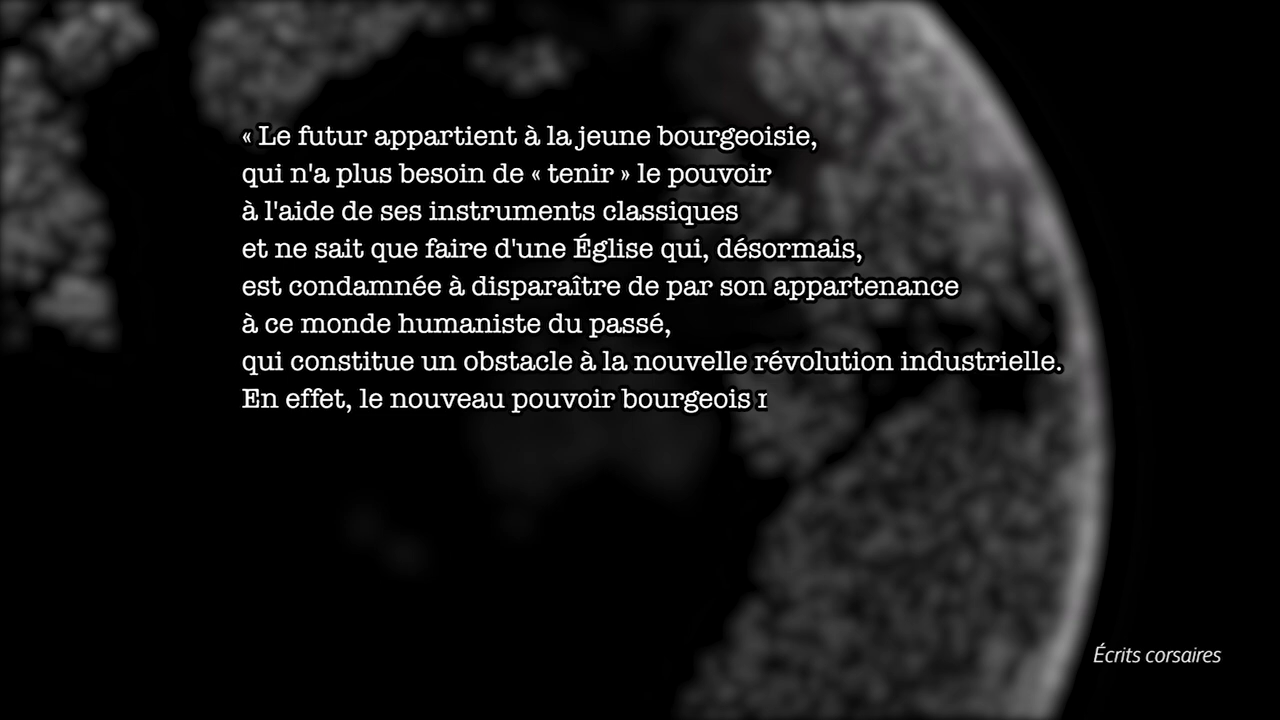 « Le futur appartient à la jeune bourgeoisie,
qui n'a plus besoin de « tenir » le pouvoir
à l'aide de ses instruments classiques
et ne sait que faire d'une Église qui, désormais,
est condamnée à disparaître de par son appartenance
à ce monde humaniste du passé,
qui constitue un obstacle à la nouvelle révolution industrielle.
En effet, le nouveau pouvoir bourgeois
Écrits corsaires